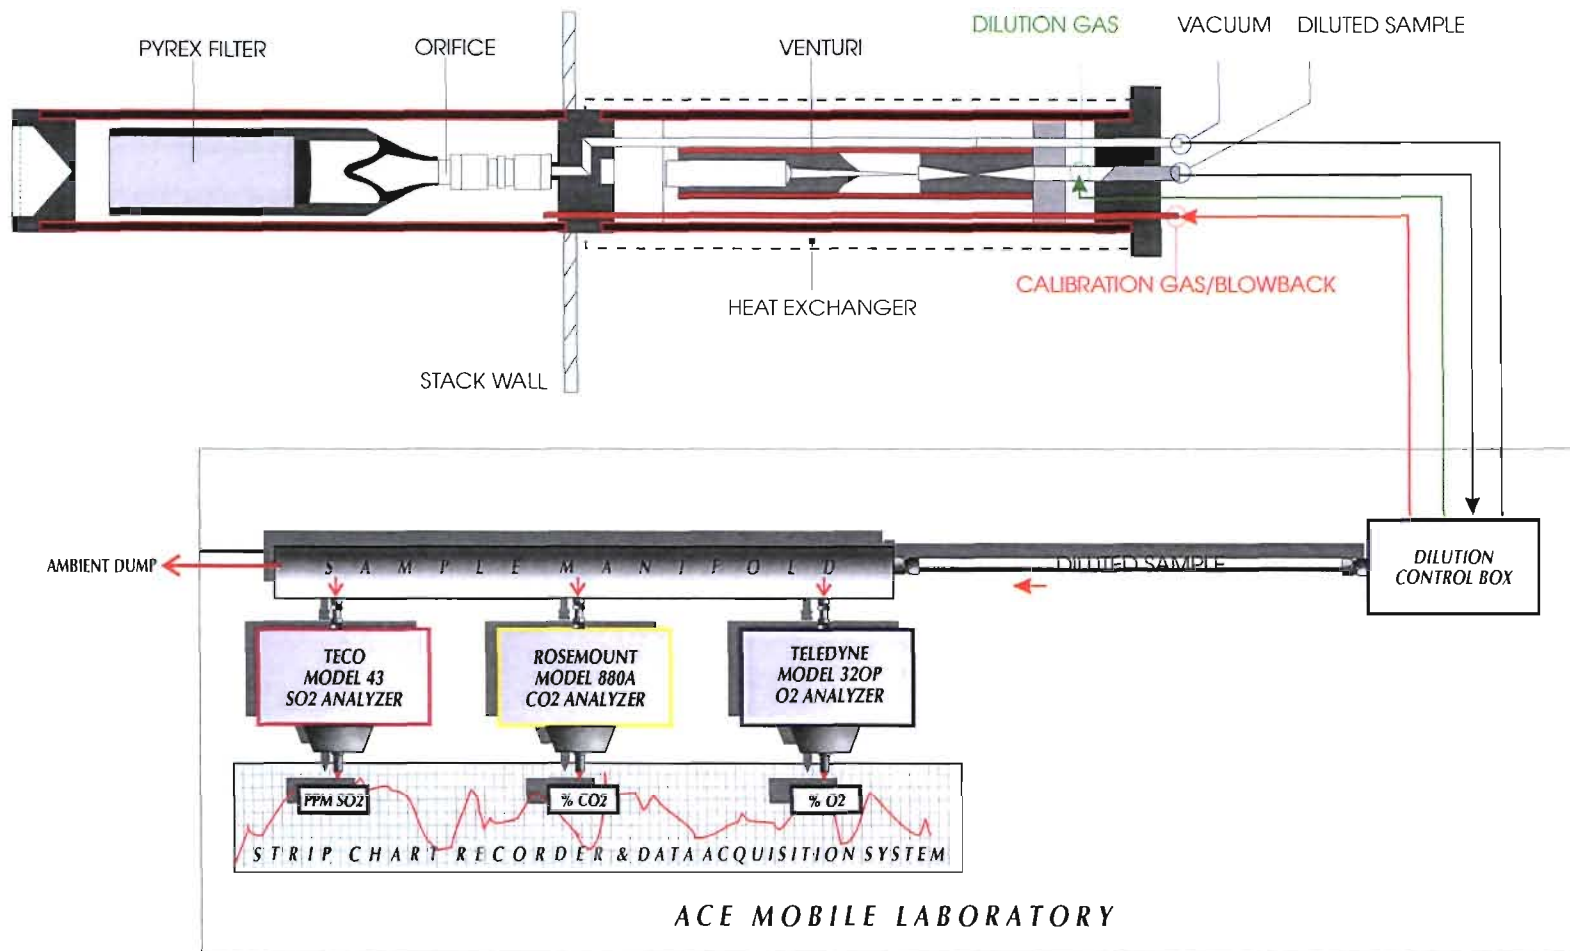 DILUTION GAS
VACUUM
DILUTED SAMPLE
PYREX FILTER
ORIFICE
VENTURI
CALIBRATION GAS/BLOWBACK
HEAT EXCHANGER
STACK WALL
AMBIENT DUMP
SAMPLE MANIFOLD
DILUTED SAMPLE
DILUTION
CONTROL BOX
TECO
MODEL 43
SO2 ANALYZER
ROSEMOUNT
MODEL 880A
CO2 ANALYZER
TELEDYNE
MODEL 320P
O2 ANALYZER
PPM SO2
% CO2
% O2
STRIP CHART RECORDER & DATA ACQUISITION SYSTEM
ACE MOBILE LABORATORY